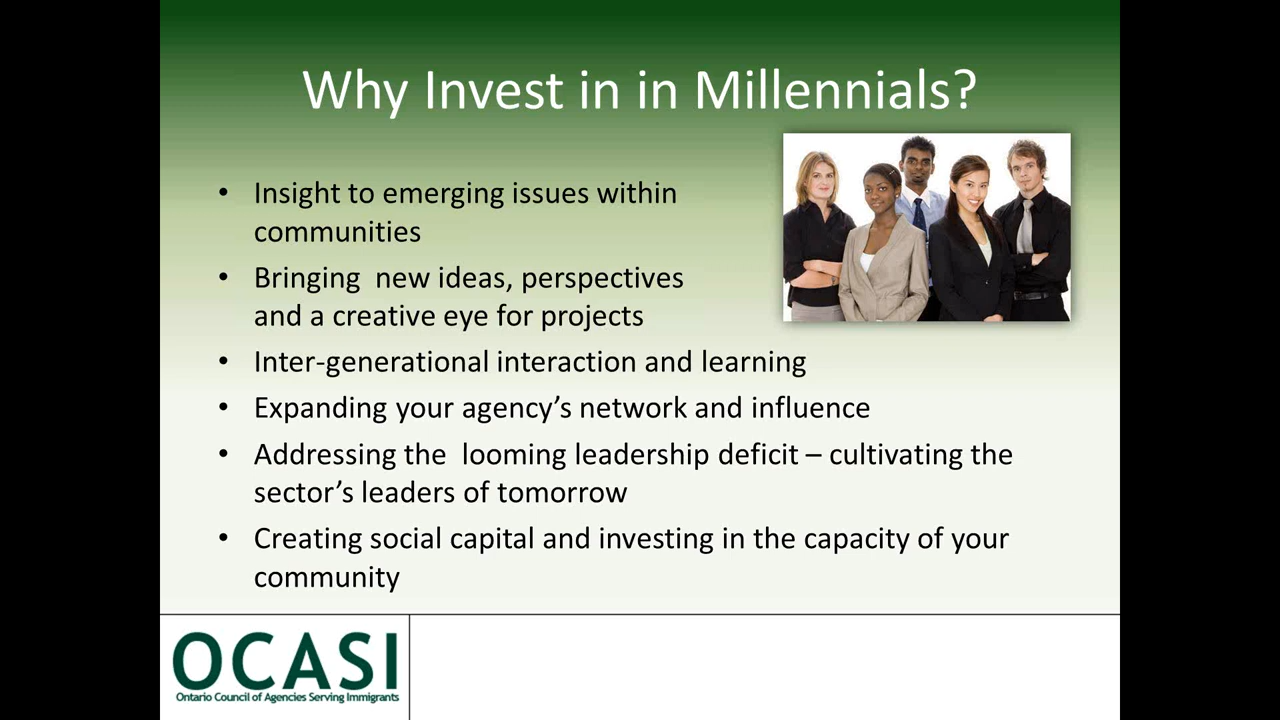 Why Invest in in Millennials?
• Insight to emerging issues within
communities
• Bringing  new ideas, perspectives
and a creative eye for projects
• Inter-generational interaction and learning
• Expanding your agency’s network and influence
• Addressing the  looming leadership deficit – cultivating the
sector’s leaders of tomorrow
• Creating social capital and investing in the capacity of your
community
OCASI
Ontario Council of Agencies Serving Immigrants